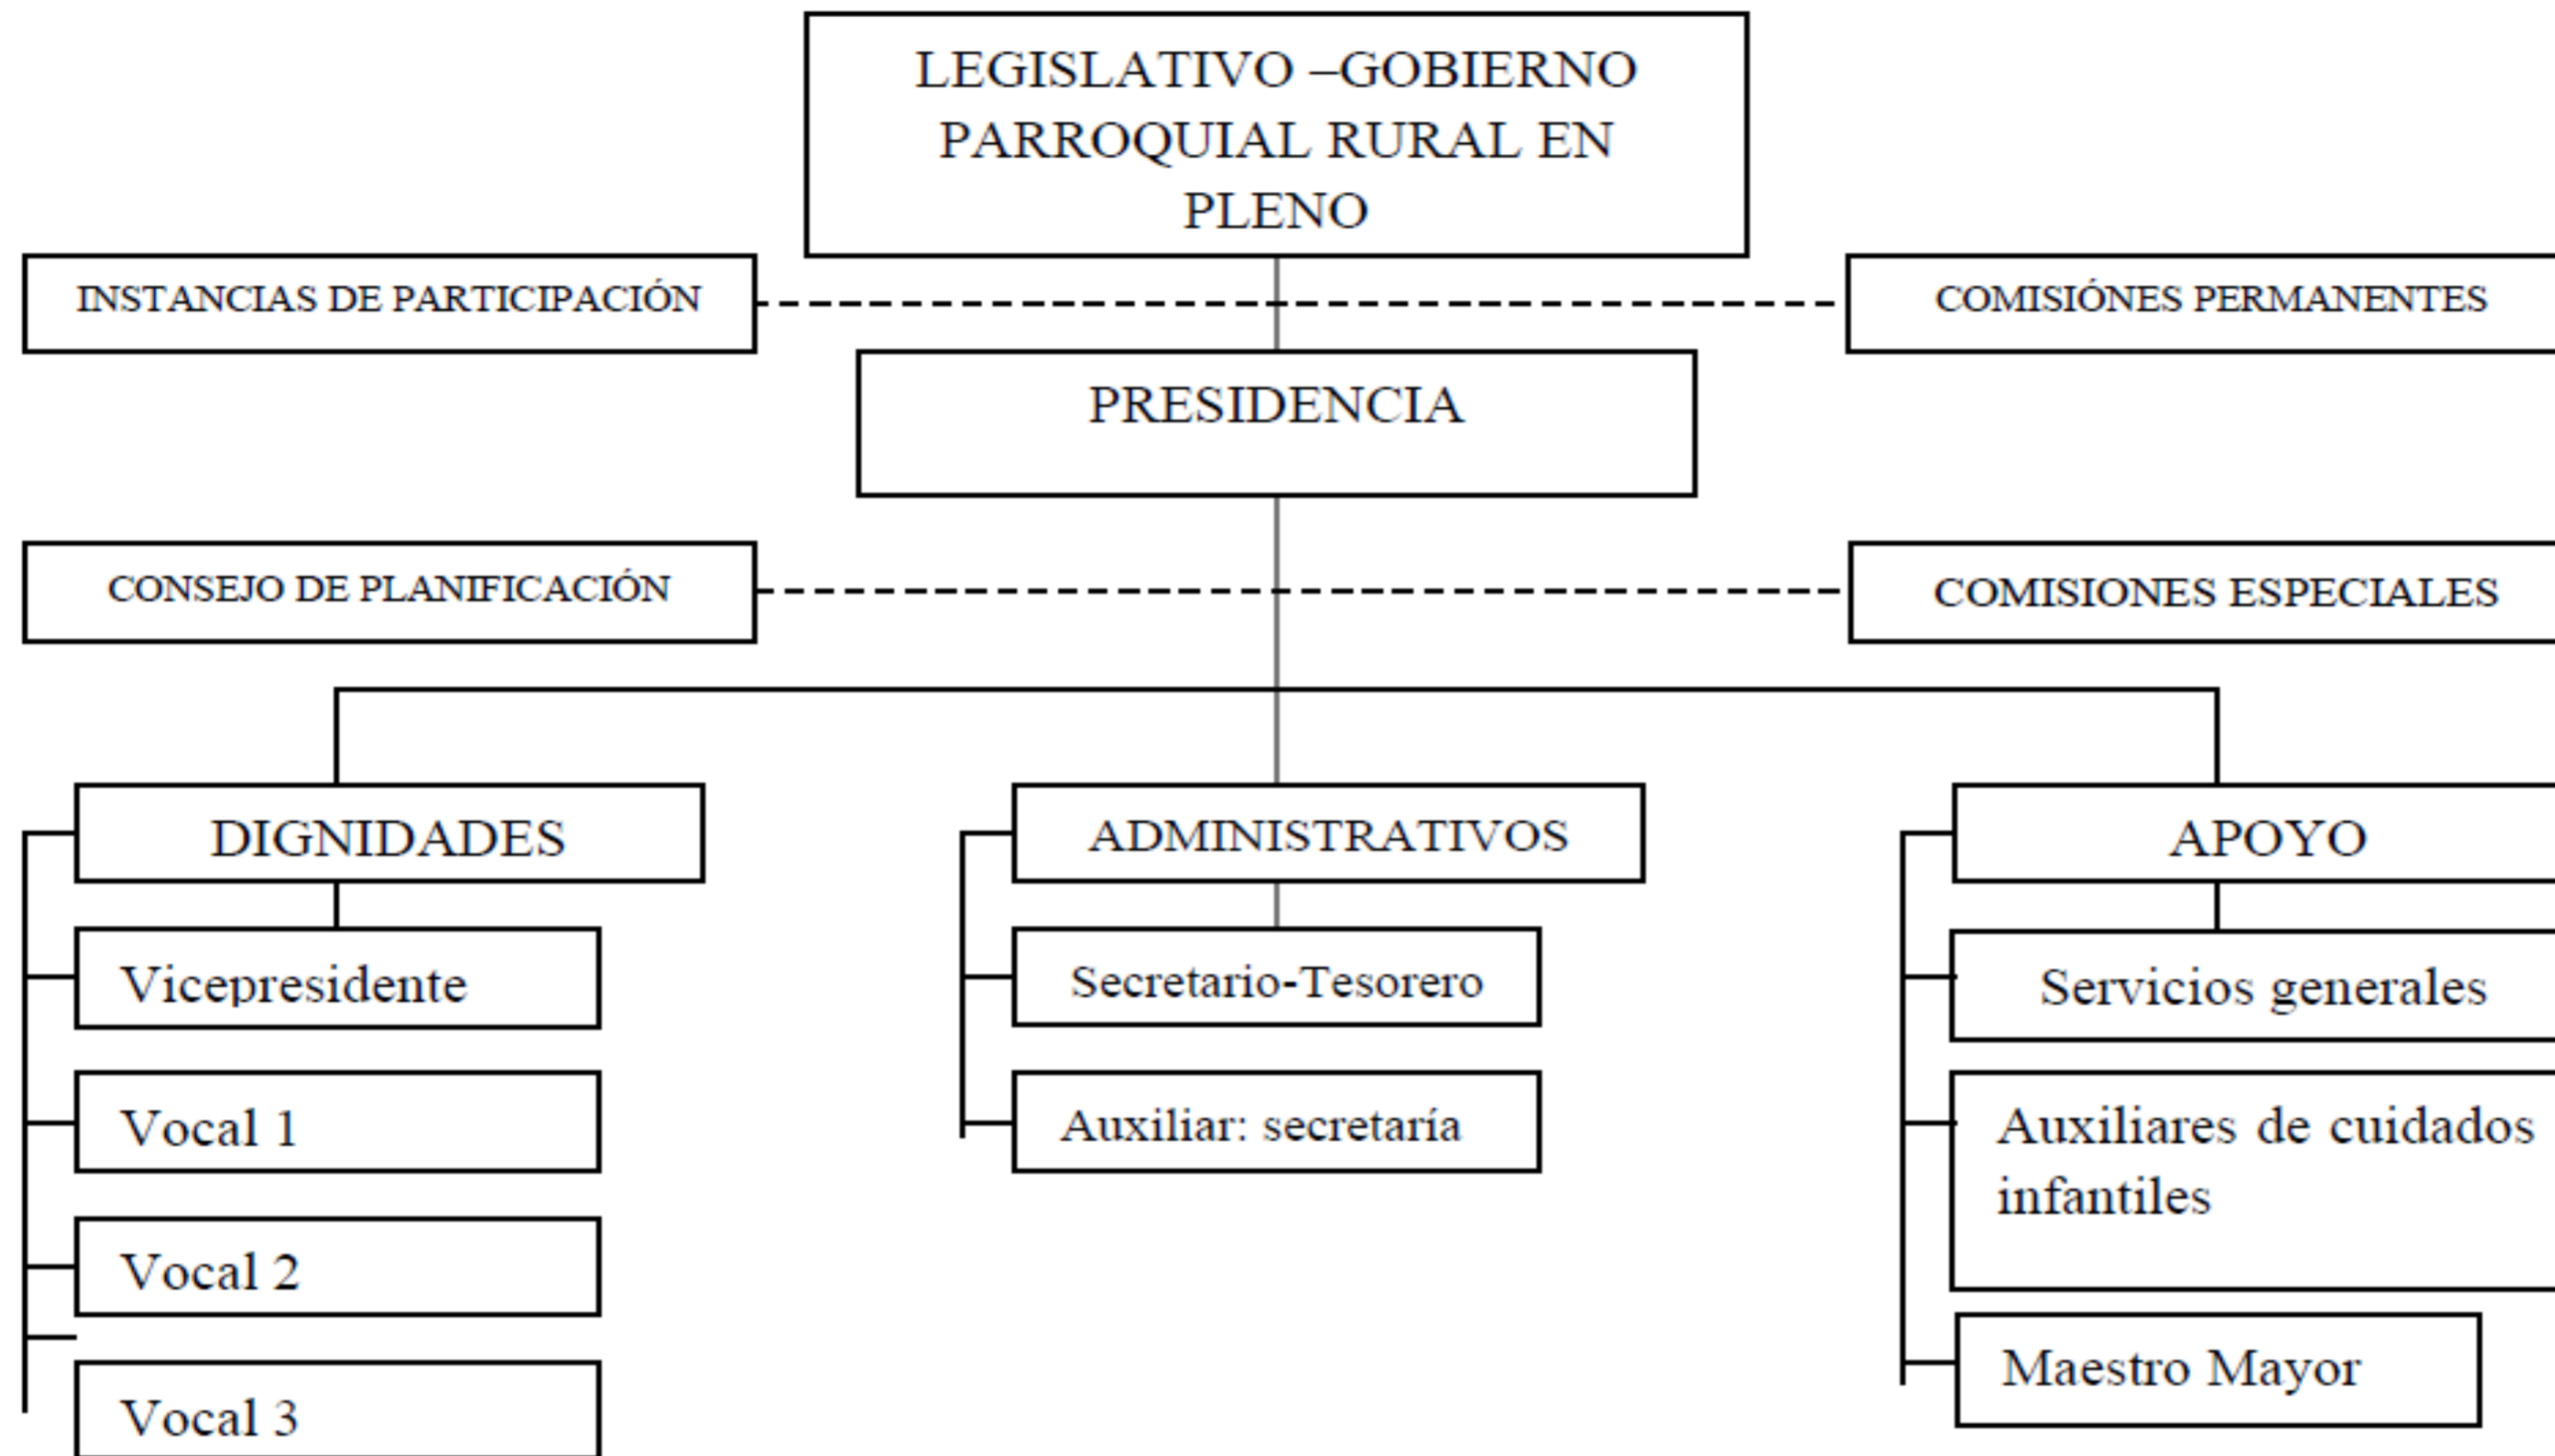 LEGISLATIVO –GOBIERNO
PARROQUIAL RURAL EN
PLENO
INSTANCIAS DE PARTICIPACIÓN
COMISIÓNES PERMANENTES
PRESIDENCIA
CONSEJO DE PLANIFICACIÓN
COMISIONES ESPECIALES
DIGNIDADES
ADMINISTRATIVOS
APOYO
Vicepresidente
Secretario-Tesorero
Servicios generales
Vocal 1
Auxiliar: secretaría
Auxiliares de cuidados
infantiles
Vocal 2
Maestro Mayor
Vocal 3